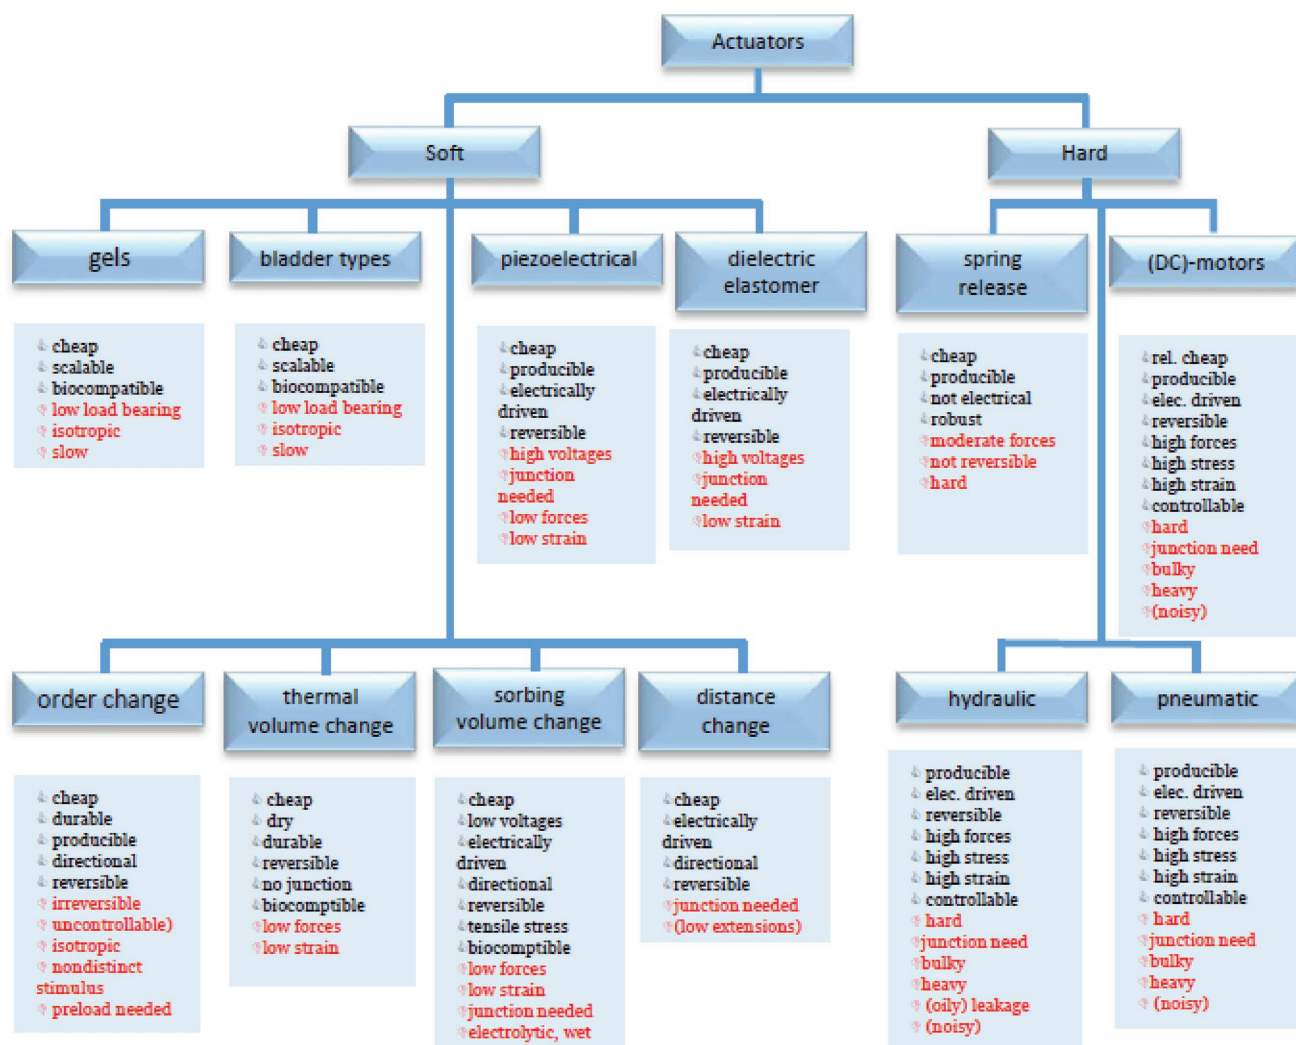 Actuators
Soft
Hard
gels
bladder types
piezoelectrical
dielectric
elastomer
spring
release
(DC)-motors
cheap
scalable
biocompatible
low load bearing
isotropic
slow
cheap
scalable
biocompatible
low load bearing
isotropic
slow
cheap
producible
electrically
driven
reversible
high voltages
junction
needed
low forces
low strain
cheap
producible
electrically
driven
reversible
high voltages
junction
needed
low strain
cheap
producible
not electrical
robust
moderate forces
not reversible
hard
rel. cheap
producible
elec. driven
reversible
high forces
high stress
high strain
controllable
hard
junction need
bulky
heavy
(noisy)
order change
thermal
volume change
sorbing
volume change
distance
change
hydraulic
pneumatic
cheap
durable
producible
directional
reversible
irreversible
uncontrollable)
isotropic
nondistinct
stimulus
preload needed
cheap
dry
durable
reversible
no junction
biocomptible
low forces
low strain
cheap
low voltages
electrically
driven
directional
reversible
tensile stress
biocomptible
low forces
low strain
junction needed
electrolytic, wet
cheap
electrically
driven
directional
reversible
junction needed
(low extensions)
producible
elec. driven
reversible
high forces
high stress
high strain
controllable
hard
junction need
bulky
heavy
(oily) leakage
(noisy)
producible
elec. driven
reversible
high forces
high stress
high strain
controllable
hard
junction need
bulky
heavy
(noisy)